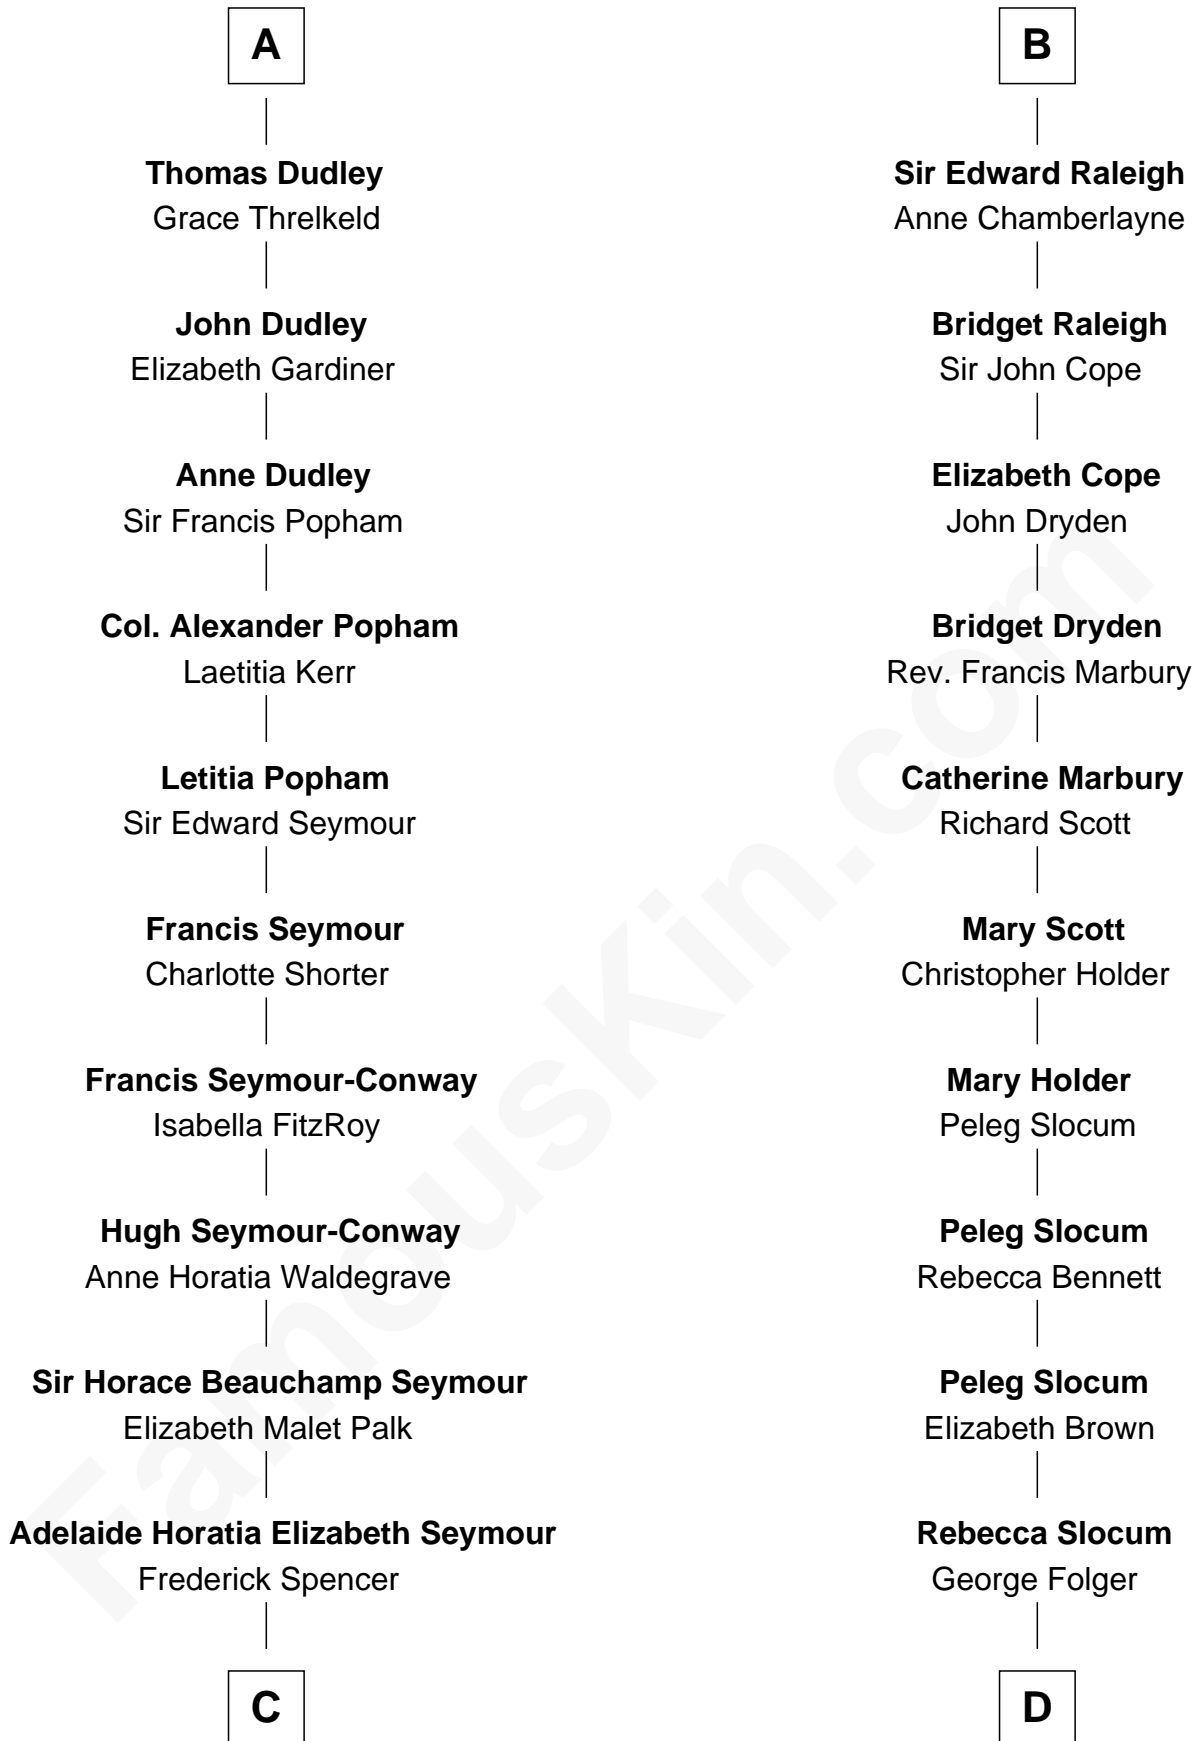 A
Thomas Dudley
Grace Threlkeld
John Dudley
Elizabeth Gardiner
Anne Dudley
Sir Francis Popham
Col. Alexander Popham
Laetitia Kerr
Letitia Popham
Sir Edward Seymour
Francis Seymour
Charlotte Shorter
Francis Seymour-Conway
Isabella FitzRoy
Hugh Seymour-Conway
Anne Horatia Waldegrave
Sir Horace Beauchamp Seymour
Elizabeth Malet Palk
Adelaide Horatia Elizabeth Seymour
Frederick Spencer
C
B
Sir Edward Raleigh
Anne Chamberlayne
Bridget Raleigh
Sir John Cope
Elizabeth Cope
John Dryden
Bridget Dryden
Rev. Francis Marbury
Catherine Marbury
Richard Scott
Mary Scott
Christopher Holder
Mary Holder
Peleg Slocum
Peleg Slocum
Rebecca Bennett
Peleg Slocum
Elizabeth Brown
Rebecca Slocum
George Folger
D
FamousKin.com